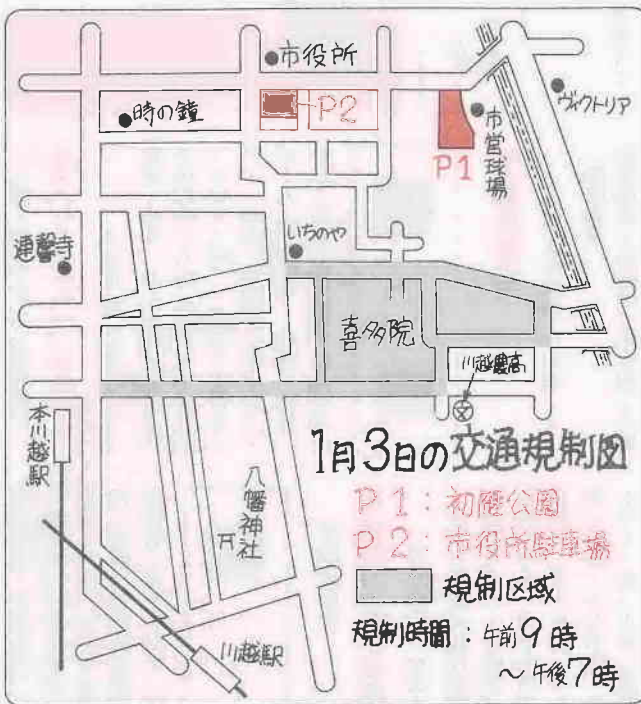 市役所
時の鐘
P2
P1
市営球場
ヴィクトリア
いちのや
蓮馨寺
喜多院
川越農高
文
本川越駅
八幡神社
川越駅
1月3日の交通規制図
P1:初雁公園
P2:市役所駐車場
規制区域
規制時間:午前9時
~午後7時